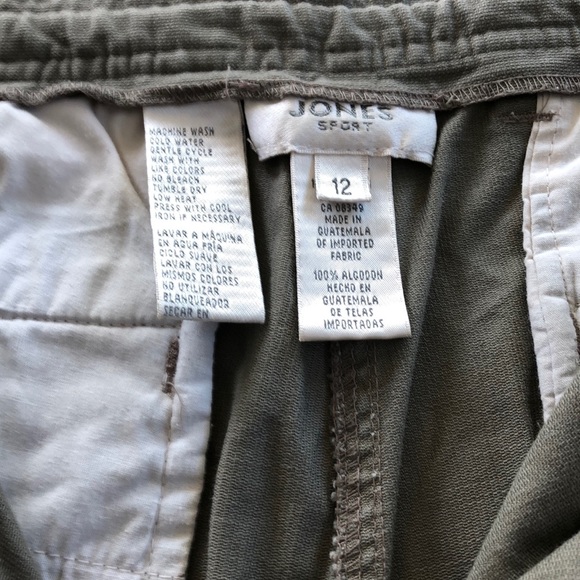 MACHINE WASH
COLD WATER
GENTLE CYCLE
WASH WITH
LIKE COLORS
NO BLEACH
TUMBLE DRY
LOW HEAT
PRESS WITH COOL
IRON IF NECESSARY
LAVAR A MÁQUINA
EN AGUA FRÍA
CICLO SUAVE
LAVAR CON LOS
MISMOS COLORES
NO UTILIZAR
BLANQUEADOR
SECAR EN
JONES
SPORT
12
CA 08349
MADE IN
GUATEMALA
OF IMPORTED
FABRIC
100% ALGODON
HECHO EN
GUATEMALA
DE TELAS
IMPORTADAS